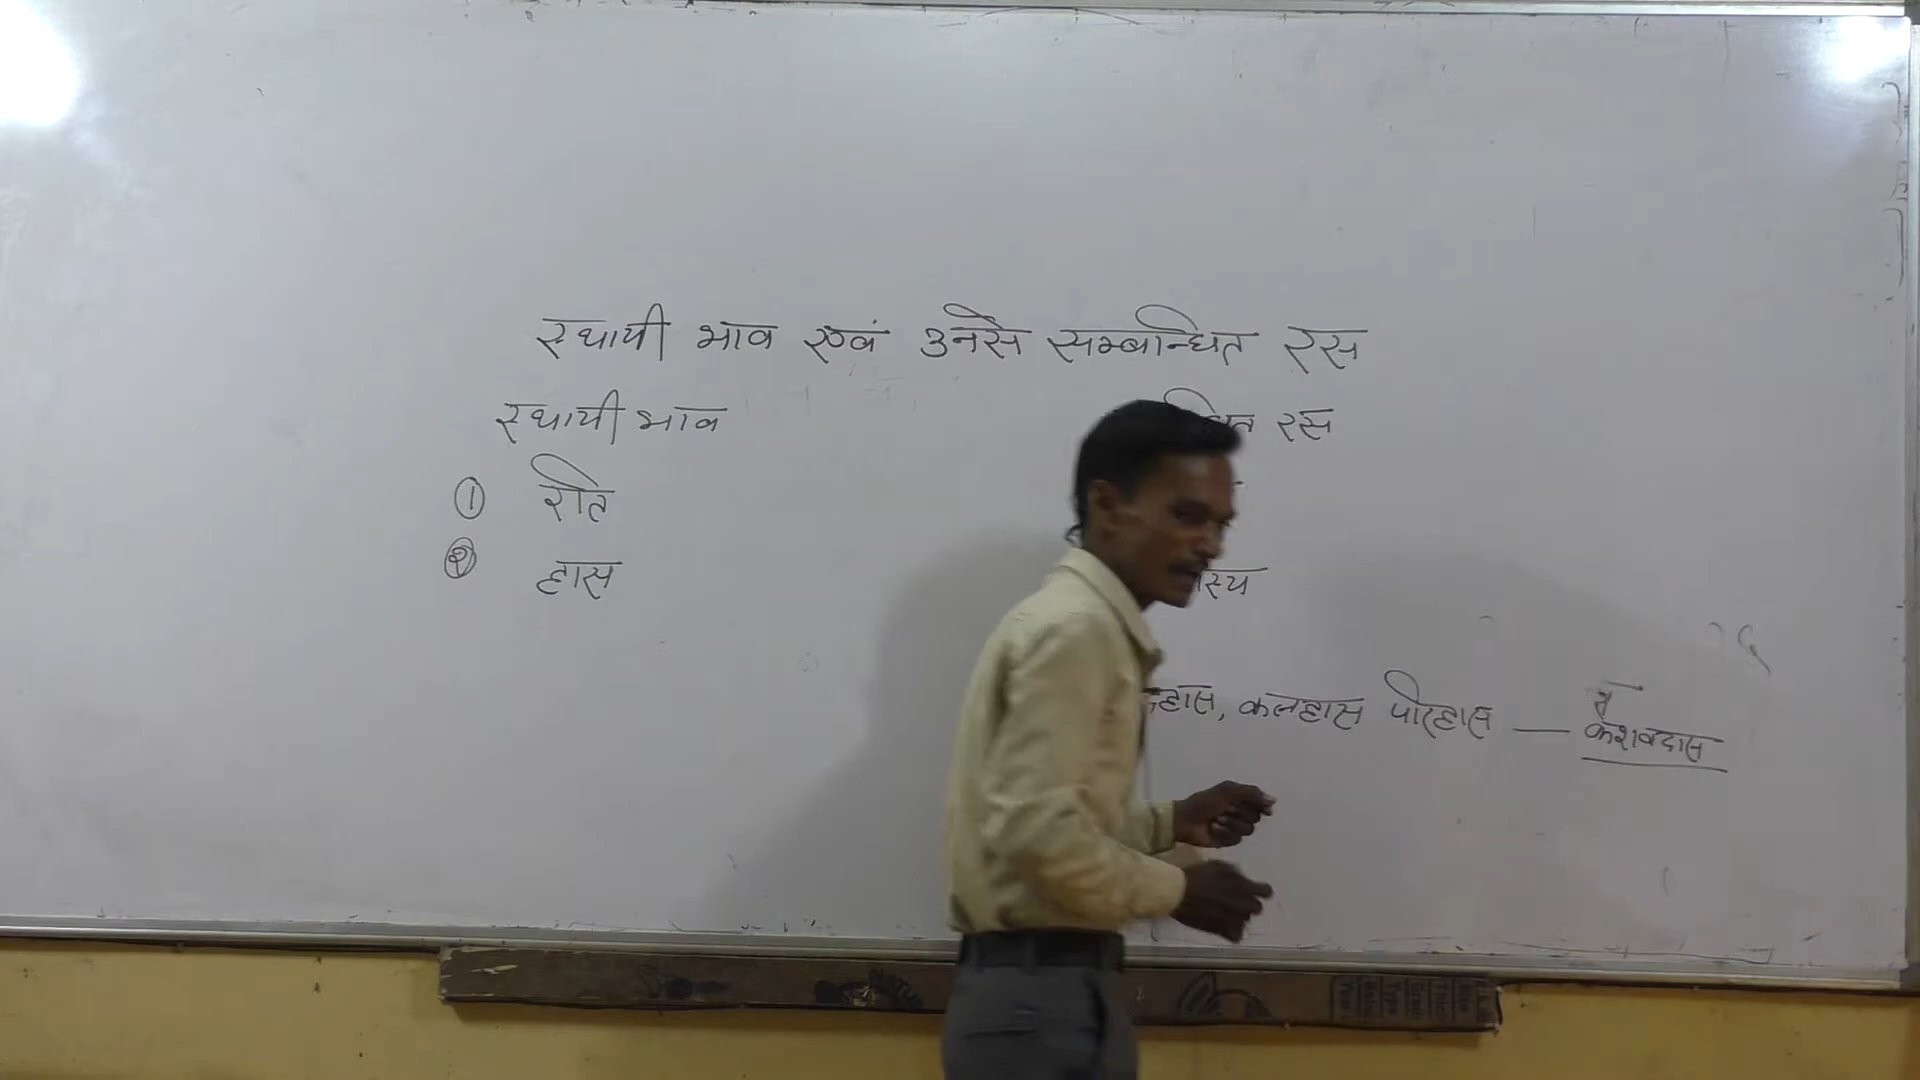 स्थायी भाव एवं उनसे सम्बन्धित रस
स्थायी भाव रस
① रति
② हास
हास, कलहास परिहास — केशवदास